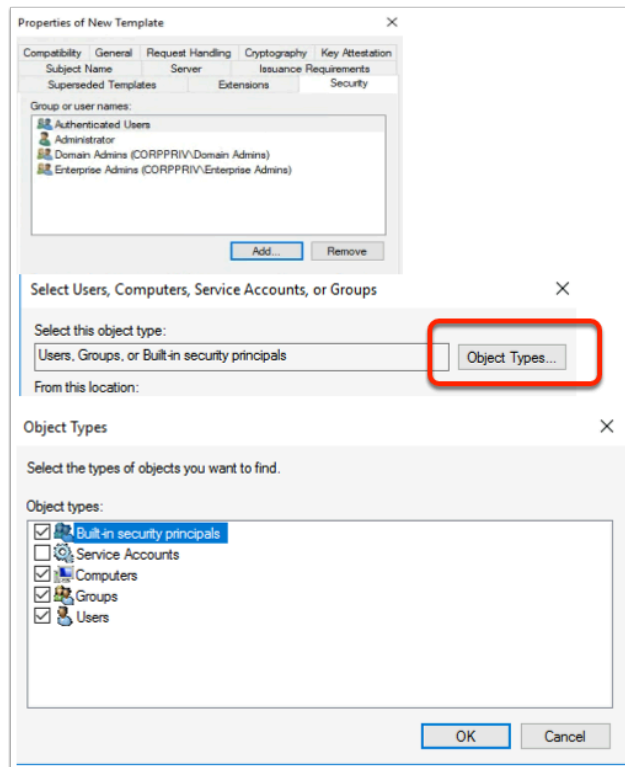 Properties of New Template
Compatibility General Request Handling Cryptography Key Attestation
Subject Name Server Issuance Requirements
Superseded Templates Extensions Security
Group or user names:
Authenticated Users
Administrator
Domain Admins (CORPPRIV\Domain Admins)
Enterprise Admins (CORPPRIV\Enterprise Admins)
Add... Remove
Select Users, Computers, Service Accounts, or Groups
Select this object type:
Users, Groups, or Built-in security principals Object Types...
From this location:
Object Types
Select the types of objects you want to find.
Object types:
Built-in security principals
Service Accounts
Computers
Groups
Users
OK Cancel